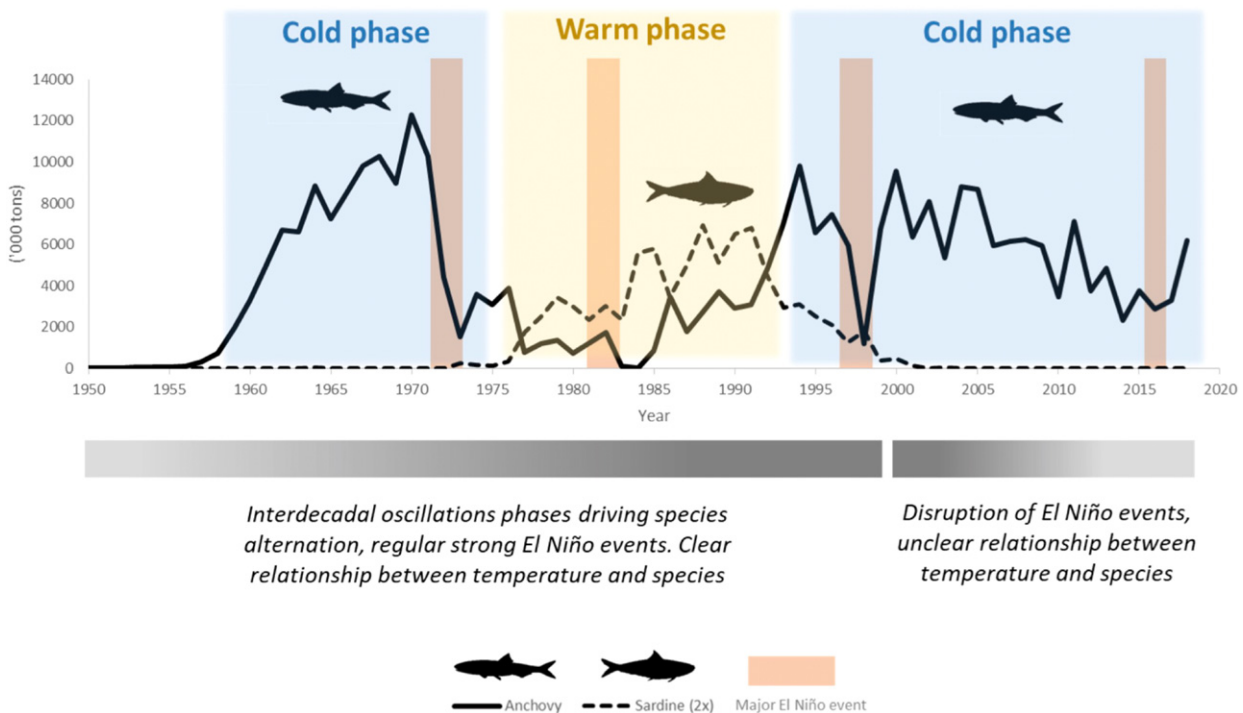 Cold phase
Warm phase
Cold phase
14000
12000
10000
8000
6000
4000
2000
0
('000 tons)
1950 1955 1960 1965 1970 1975 1980 1985 1990 1995 2000 2005 2010 2015 2020
Year
Interdecadal oscillations phases driving species
alternation, regular strong El Niño events. Clear
relationship between temperature and species
Disruption of El Niño events,
unclear relationship between
temperature and species
Anchovy
Sardine (2x)
Major El Niño event